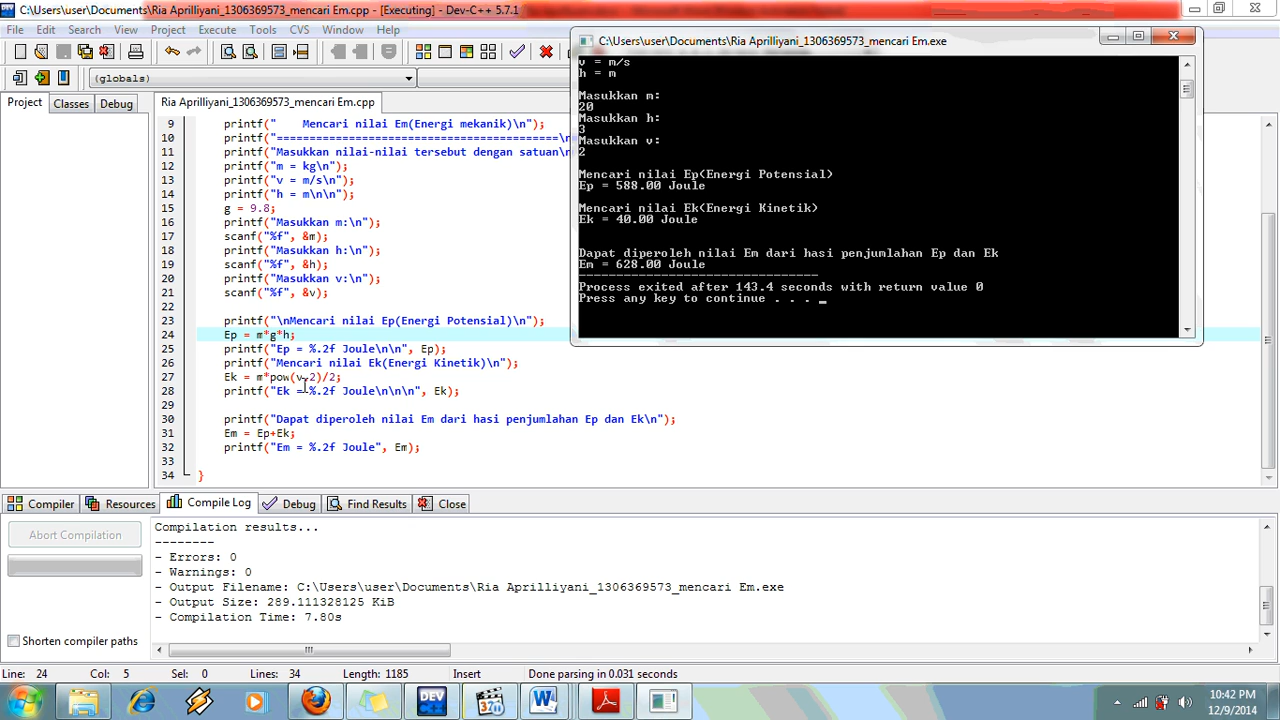 C:\Users\user\Documents\Ria Aprilliyani_1306369573_mencari Em.cpp - [Executing] - Dev-C++ 5.7.1
File Edit Search View Project Execute Tools CVS Window Help
(globals)
Project Classes Debug
Ria Aprilliyani_1306369573_mencari Em.cpp
9 printf("    Mencari nilai Em(Energi mekanik)\n");
10 printf("==========================================\n
11 printf("Masukkan nilai-nilai tersebut dengan satuan\n
12 printf("m = kg\n");
13 printf("v = m/s\n");
14 printf("h = m\n\n");
15 g = 9.8;
16 printf("Masukkan m:\n");
17 scanf("%f", &m);
18 printf("Masukkan h:\n");
19 scanf("%f", &h);
20 printf("Masukkan v:\n");
21 scanf("%f", &v);
22
23 printf("\nMencari nilai Ep(Energi Potensial)\n");
24 Ep = m*g*h;
25 printf("Ep = %.2f Joule\n\n", Ep);
26 printf("Mencari nilai Ek(Energi Kinetik)\n");
27 Ek = m*pow(v,2)/2;
28 printf("Ek = %.2f Joule\n\n\n", Ek);
29
30 printf("Dapat diperoleh nilai Em dari hasi penjumlahan Ep dan Ek\n");
31 Em = Ep+Ek;
32 printf("Em = %.2f Joule", Em);
33
34 }
C:\Users\user\Documents\Ria Aprilliyani_1306369573_mencari Em.exe
v = m/s
h = m
Masukkan m:
20
Masukkan h:
3
Masukkan v:
2
Mencari nilai Ep(Energi Potensial)
Ep = 588.00 Joule
Mencari nilai Ek(Energi Kinetik)
Ek = 40.00 Joule
Dapat diperoleh nilai Em dari hasi penjumlahan Ep dan Ek
Em = 628.00 Joule
--------------------------------
Process exited after 143.4 seconds with return value 0
Press any key to continue . . . _
Compiler Resources Compile Log Debug Find Results Close
Abort Compilation
Shorten compiler paths
Compilation results...
--------
- Errors: 0
- Warnings: 0
- Output Filename: C:\Users\user\Documents\Ria Aprilliyani_1306369573_mencari Em.exe
- Output Size: 289.111328125 KiB
- Compilation Time: 7.80s
Line: 24 Col: 5 Sel: 0 Lines: 34 Length: 1185 Insert Done parsing in 0.031 seconds
DEV
320
W
10:42 PM
12/9/2014